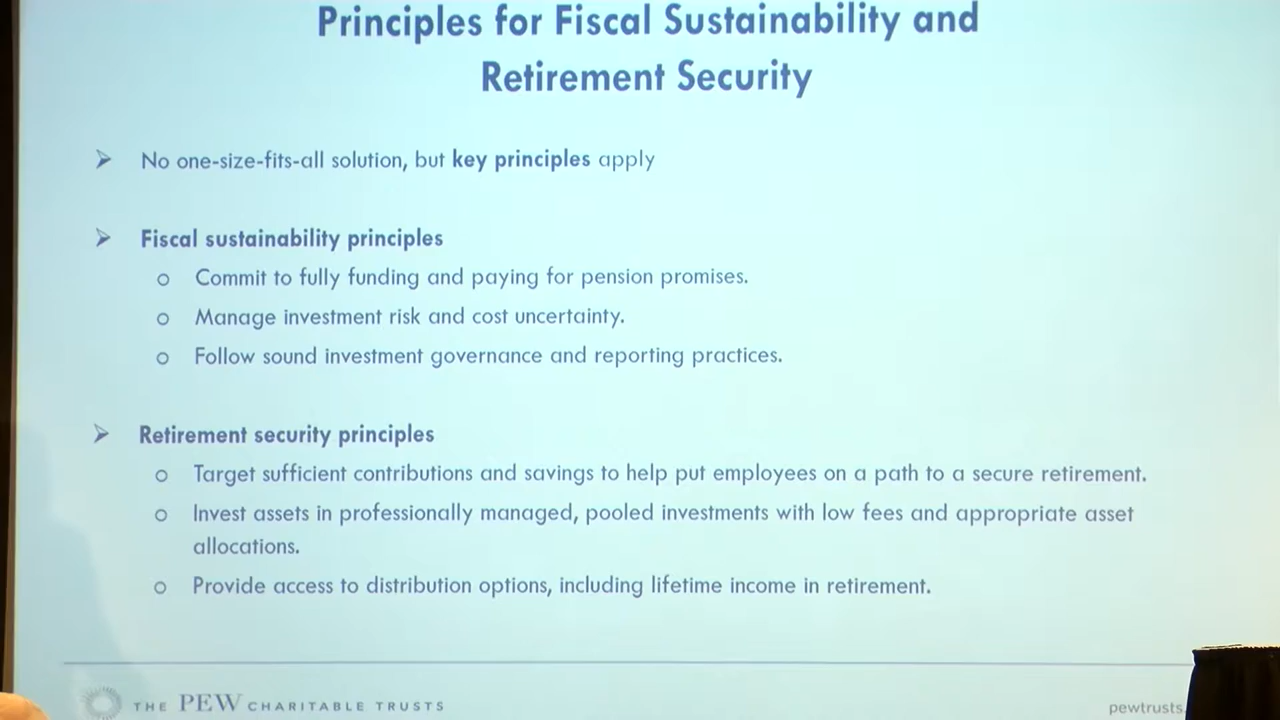 Principles for Fiscal Sustainability and
Retirement Security
No one-size-fits-all solution, but key principles apply
Fiscal sustainability principles
Commit to fully funding and paying for pension promises.
Manage investment risk and cost uncertainty.
Follow sound investment governance and reporting practices.
Retirement security principles
Target sufficient contributions and savings to help put employees on a path to a secure retirement.
Invest assets in professionally managed, pooled investments with low fees and appropriate asset
allocations.
Provide access to distribution options, including lifetime income in retirement.
THE PEW CHARITABLE TRUSTS
pewtrusts.